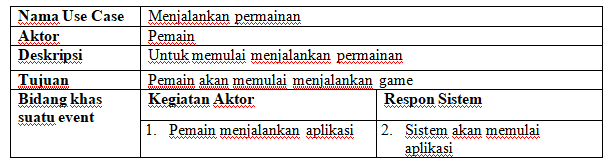 Nama Use Case Menjalankan permainan
Aktor Pemain
Deskripsi Untuk memulai menjalankan permainan
Tujuan Pemain akan memulai menjalankan game
Bidang khas suatu event Kegiatan Aktor Respon Sistem
1. Pemain menjalankan aplikasi 2. Sistem akan memulai aplikasi